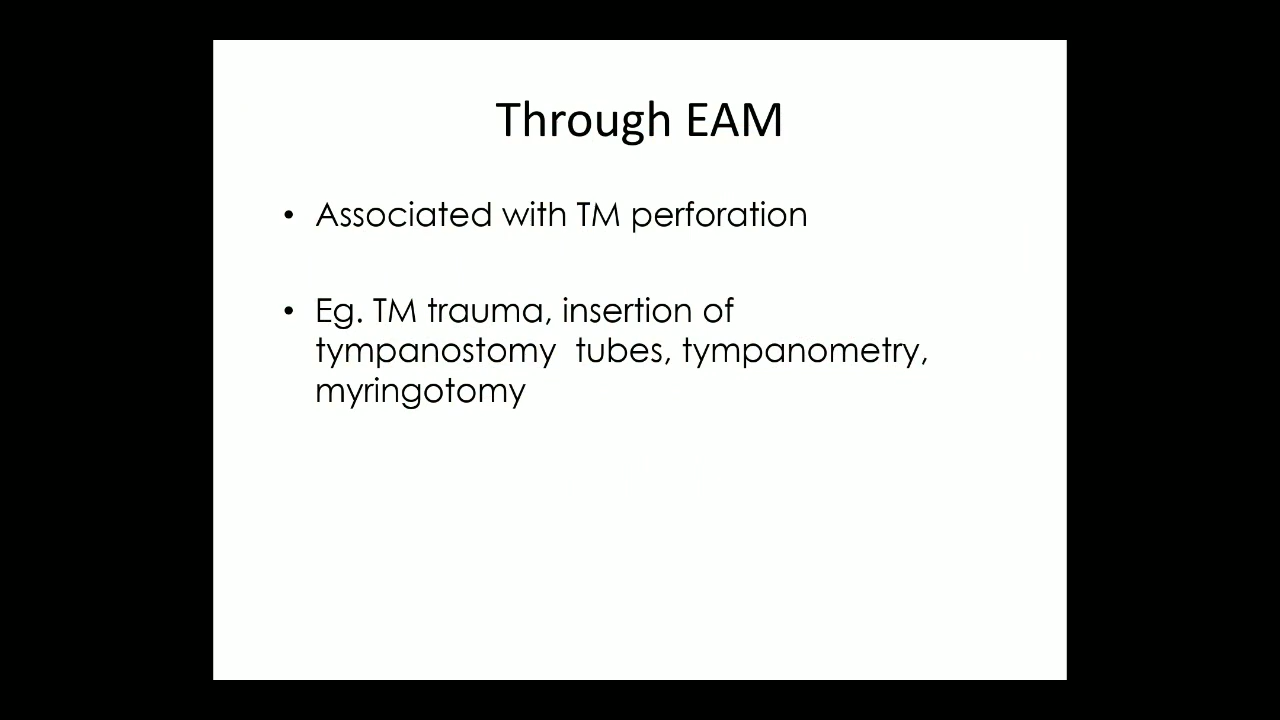 Through EAM
• Associated with TM perforation
• Eg. TM trauma, insertion of
tympanostomy  tubes, tympanometry,
myringotomy